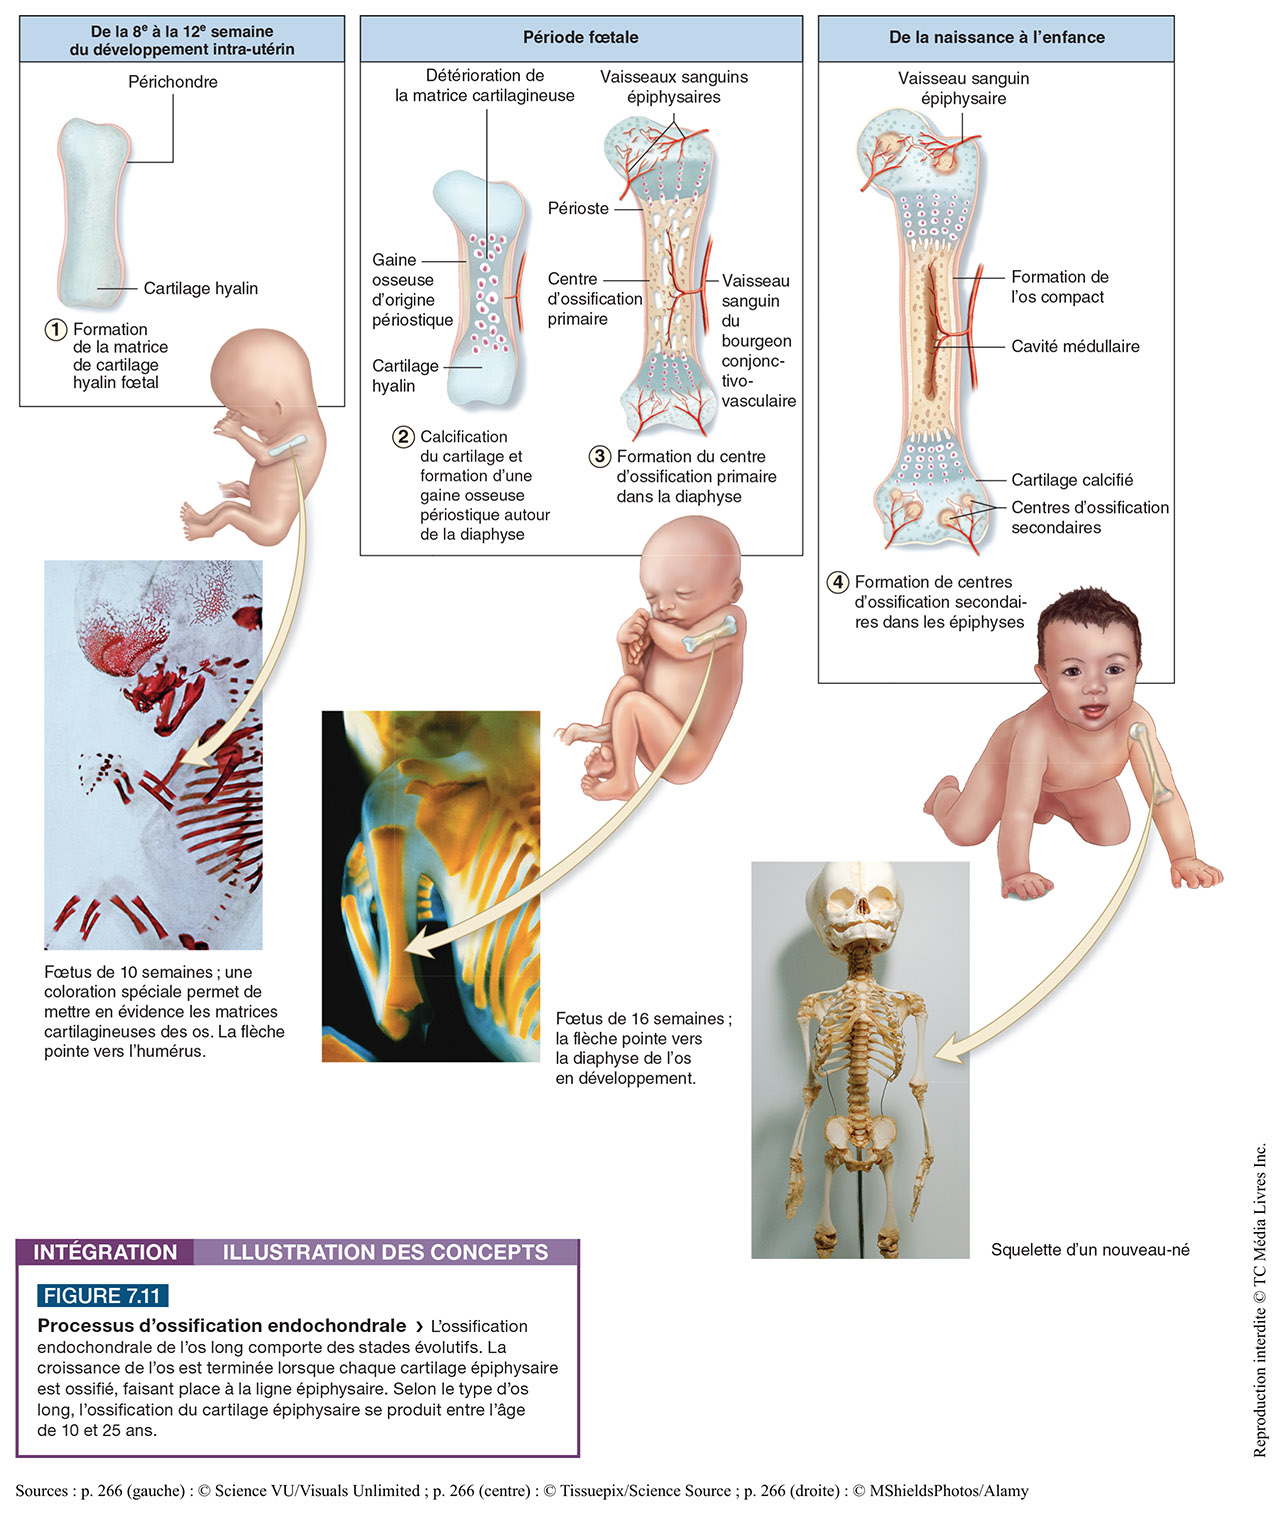 De la 8e à la 12e semaine
du développement intra-utérin
Périchondre
Cartilage hyalin
1 Formation
de la matrice
de cartilage
hyalin fœtal
Période fœtale
Détérioration de
la matrice cartilagineuse
Gaine
osseuse
d’origine
périostique
Cartilage
hyalin
2 Calcification
du cartilage et
formation d’une
gaine osseuse
périostique autour
de la diaphyse
Vaisseaux sanguins
épiphysaires
Périoste
Centre
d’ossification
primaire
Vaisseau
sanguin
du
bourgeon
conjonc-
tivo-
vasculaire
3 Formation du centre
d’ossification primaire
dans la diaphyse
De la naissance à l’enfance
Vaisseau sanguin
épiphysaire
Formation de
l’os compact
Cavité médullaire
Cartilage calcifié
Centres d’ossification
secondaires
4 Formation de centres
d’ossification secondai-
res dans les épiphyses
Fœtus de 10 semaines ; une
coloration spéciale permet de
mettre en évidence les matrices
cartilagineuses des os. La flèche
pointe vers l’humérus.
Fœtus de 16 semaines ;
la flèche pointe vers
la diaphyse de l’os
en développement.
Squelette d’un nouveau-né
INTÉGRATION ILLUSTRATION DES CONCEPTS
FIGURE 7.11
Processus d’ossification endochondrale › L’ossification
endochondrale de l’os long comporte des stades évolutifs. La
croissance de l’os est terminée lorsque chaque cartilage épiphysaire
est ossifié, faisant place à la ligne épiphysaire. Selon le type d’os
long, l’ossification du cartilage épiphysaire se produit entre l’âge
de 10 et 25 ans.
Reproduction interdite © TC Média Livres Inc.
Sources : p. 266 (gauche) : © Science VU/Visuals Unlimited ; p. 266 (centre) : © Tissuepix/Science Source ; p. 266 (droite) : © MShieldsPhotos/Alamy